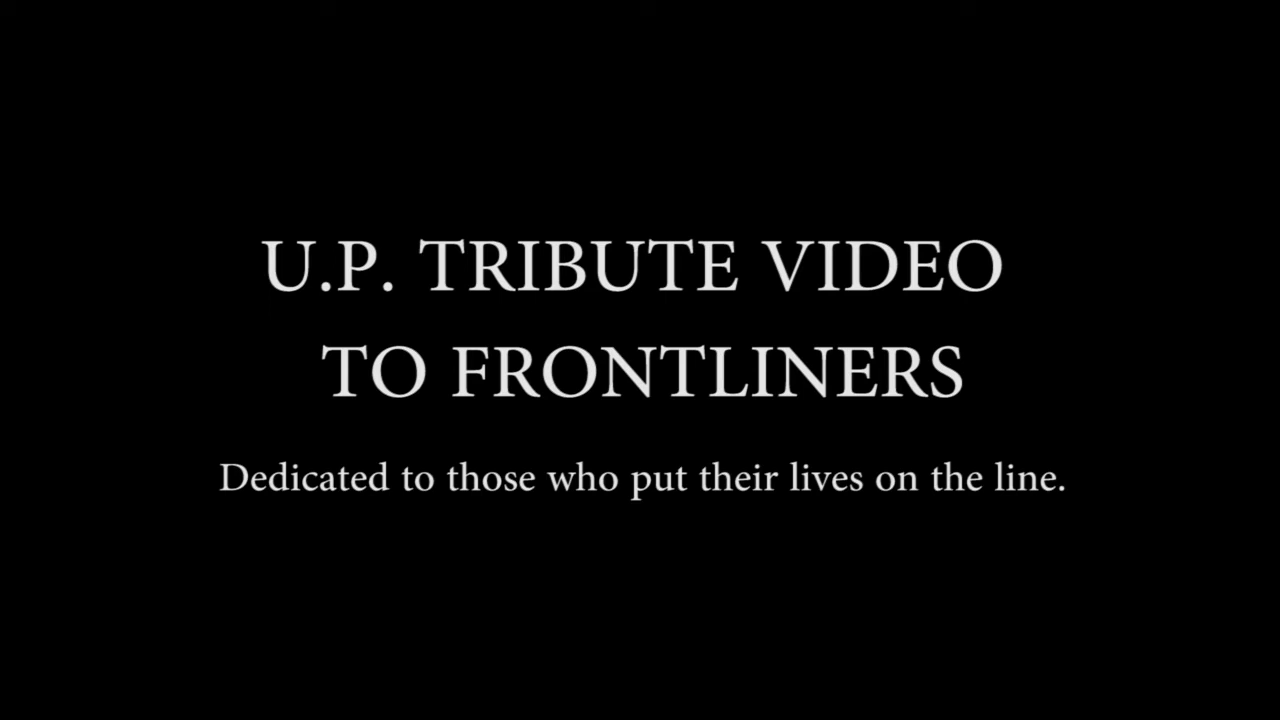 U.P. TRIBUTE VIDEO
TO FRONTLINERS
Dedicated to those who put their lives on the line.